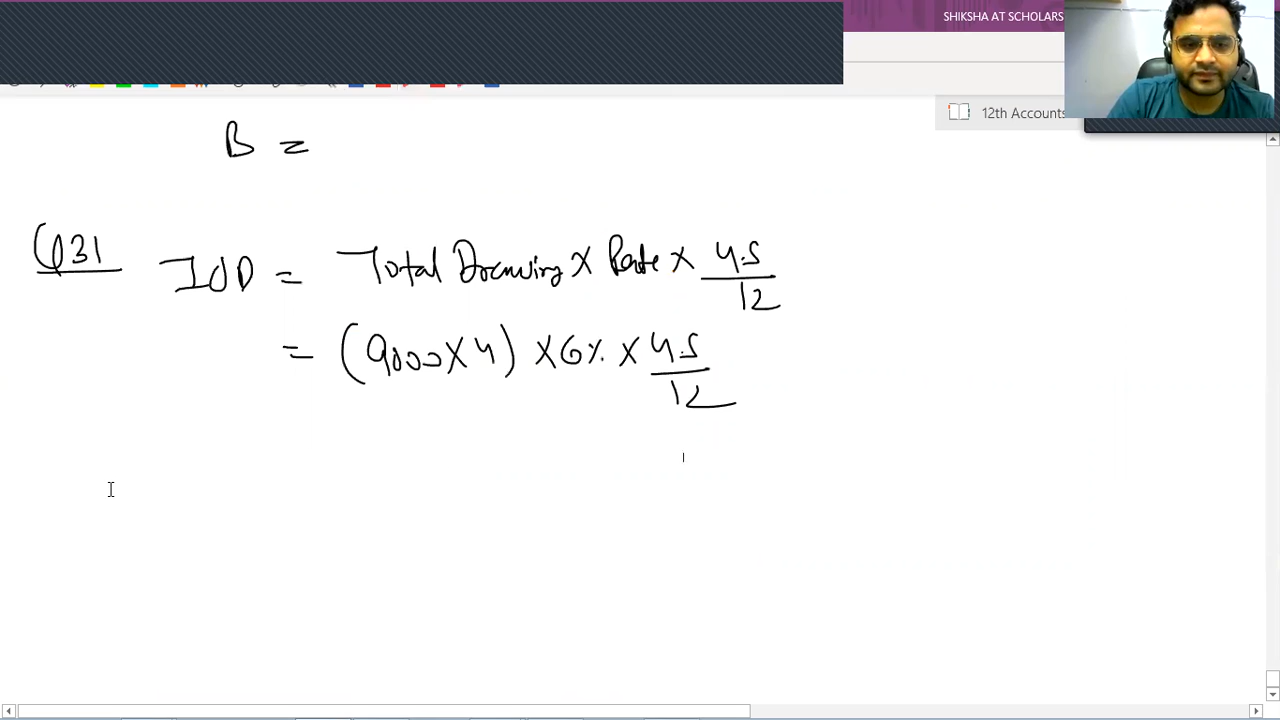 SHIKSHA AT SCHOLARS
12th Accounts
B =
Q31 IOD = Total Drawing X Rate X 4.5/12
= (9000 X 4) X 6% X 4.5/12